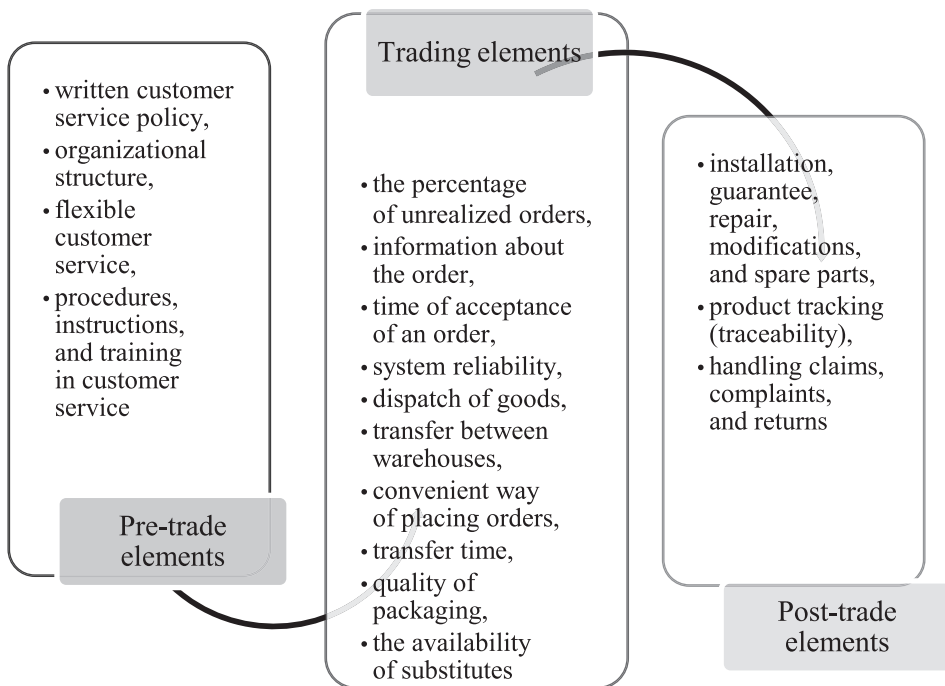 • written customer
service policy,
• organizational
structure,
• flexible
customer
service,
• procedures,
instructions,
and training
in customer
service
Pre-trade
elements
Trading elements
• the percentage
of unrealized orders,
• information about
the order,
• time of acceptance
of an order,
• system reliability,
• dispatch of goods,
• transfer between
warehouses,
• convenient way
of placing orders,
• transfer time,
• quality of
packaging,
• the availability
of substitutes
• installation,
guarantee,
repair,
modifications,
and spare parts,
• product tracking
(traceability),
• handling claims,
complaints,
and returns
Post-trade
elements